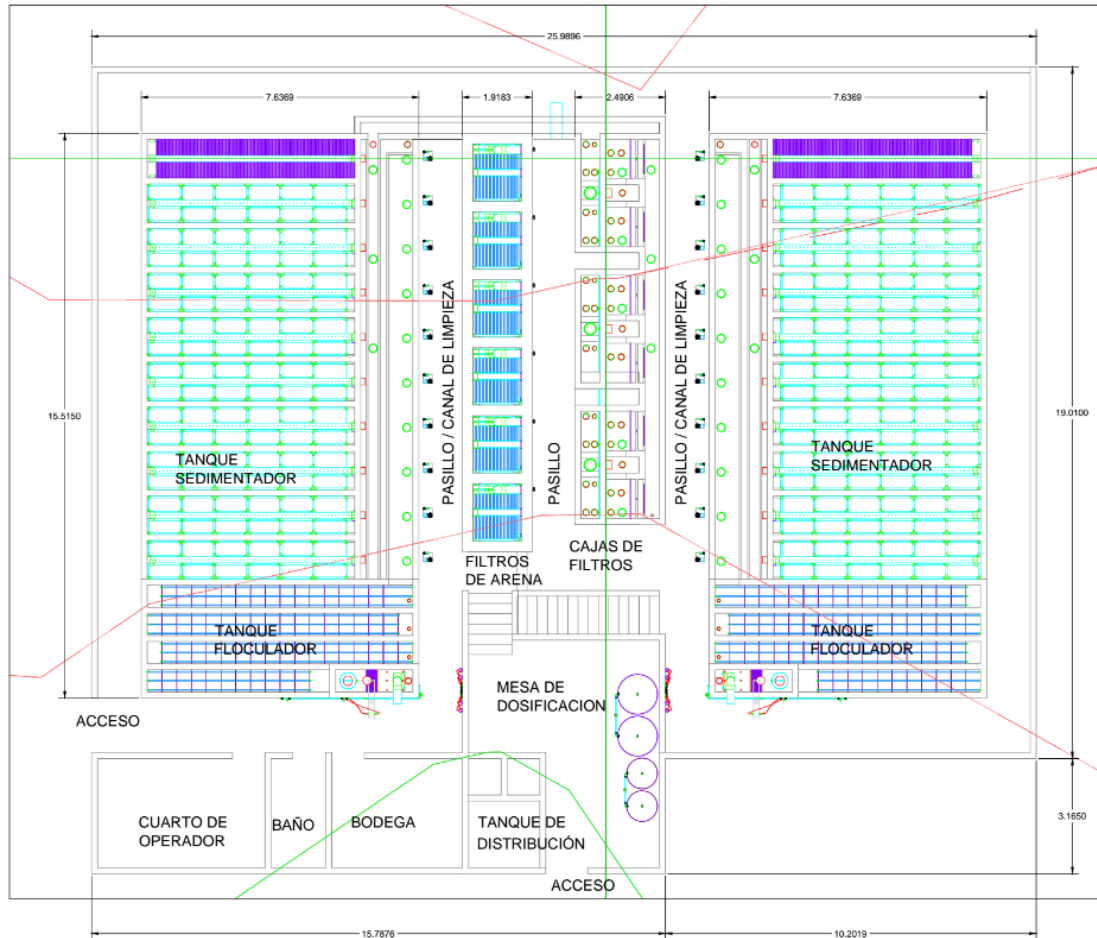 25.9896
7.6369
1.9183
2.4906
7.6369
PASILLO / CANAL DE LIMPIEZA
PASILLO
PASILLO / CANAL DE LIMPIEZA
15.5150
19.0100
TANQUE
SEDIMENTADOR
TANQUE
SEDIMENTADOR
FILTROS
DE ARENA
CAJAS DE
FILTROS
TANQUE
FLOCULADOR
TANQUE
FLOCULADOR
MESA DE
DOSIFICACION
ACCESO
CUARTO DE
OPERADOR
BAÑO
BODEGA
TANQUE DE
DISTRIBUCIÓN
3.1650
ACCESO
15.7876
10.2019